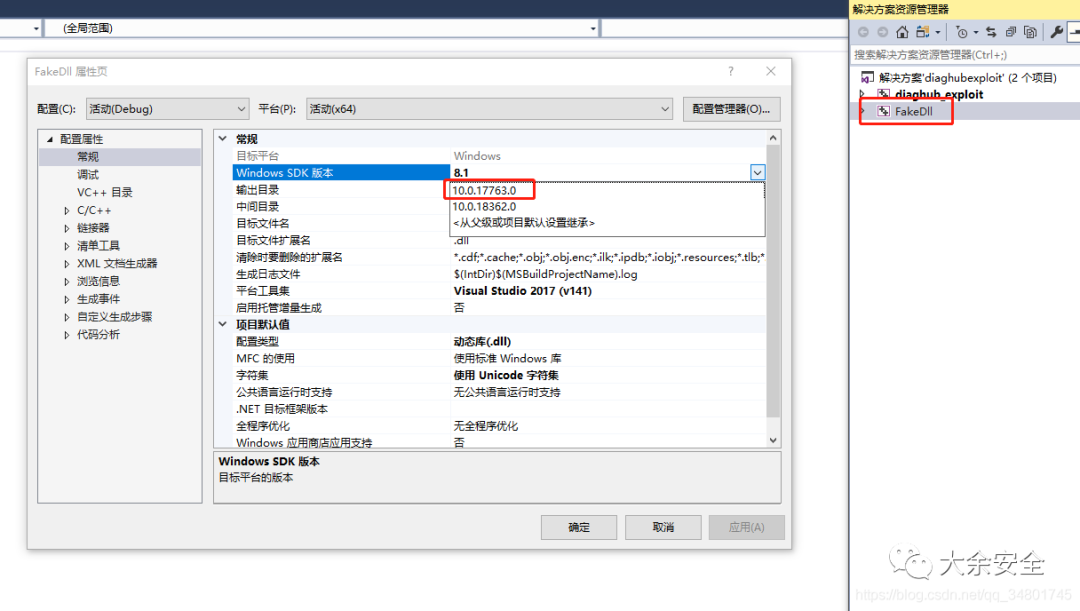 (全局范围)
解决方案资源管理器
搜索解决方案资源管理器(Ctrl+;)
解决方案'diaghubexploit' (2 个项目)
diaghub_exploit
FakeDll
FakeDll 属性页
配置(C): 活动(Debug) 平台(P): 活动(x64) 配置管理器(O)...
配置属性
常规
调试
VC++ 目录
C/C++
链接器
清单工具
XML 文档生成器
浏览信息
生成事件
自定义生成步骤
代码分析
常规
目标平台 Windows
Windows SDK 版本 8.1
输出目录 10.0.17763.0
中间目录 10.0.18362.0
目标文件名 <从父级或项目默认设置继承>
目标文件扩展名 .dll
清除时要删除的扩展名 *.cdf;*.cache;*.obj;*.obj.enc;*.ilk;*.ipdb;*.iobj;*.resources;*.tlb;*
生成日志文件 $(IntDir)$(MSBuildProjectName).log
平台工具集 Visual Studio 2017 (v141)
启用托管增量生成 否
项目默认值
配置类型 动态库(.dll)
MFC 的使用 使用标准 Windows 库
字符集 使用 Unicode 字符集
公共语言运行时支持 无公共语言运行时支持
.NET 目标框架版本
全程序优化 无全程序优化
Windows 应用商店应用支持 否
Windows SDK 版本
目标平台的版本
确定 取消 应用(A)
大余安全
https://blog.csdn.net/qq_34801745